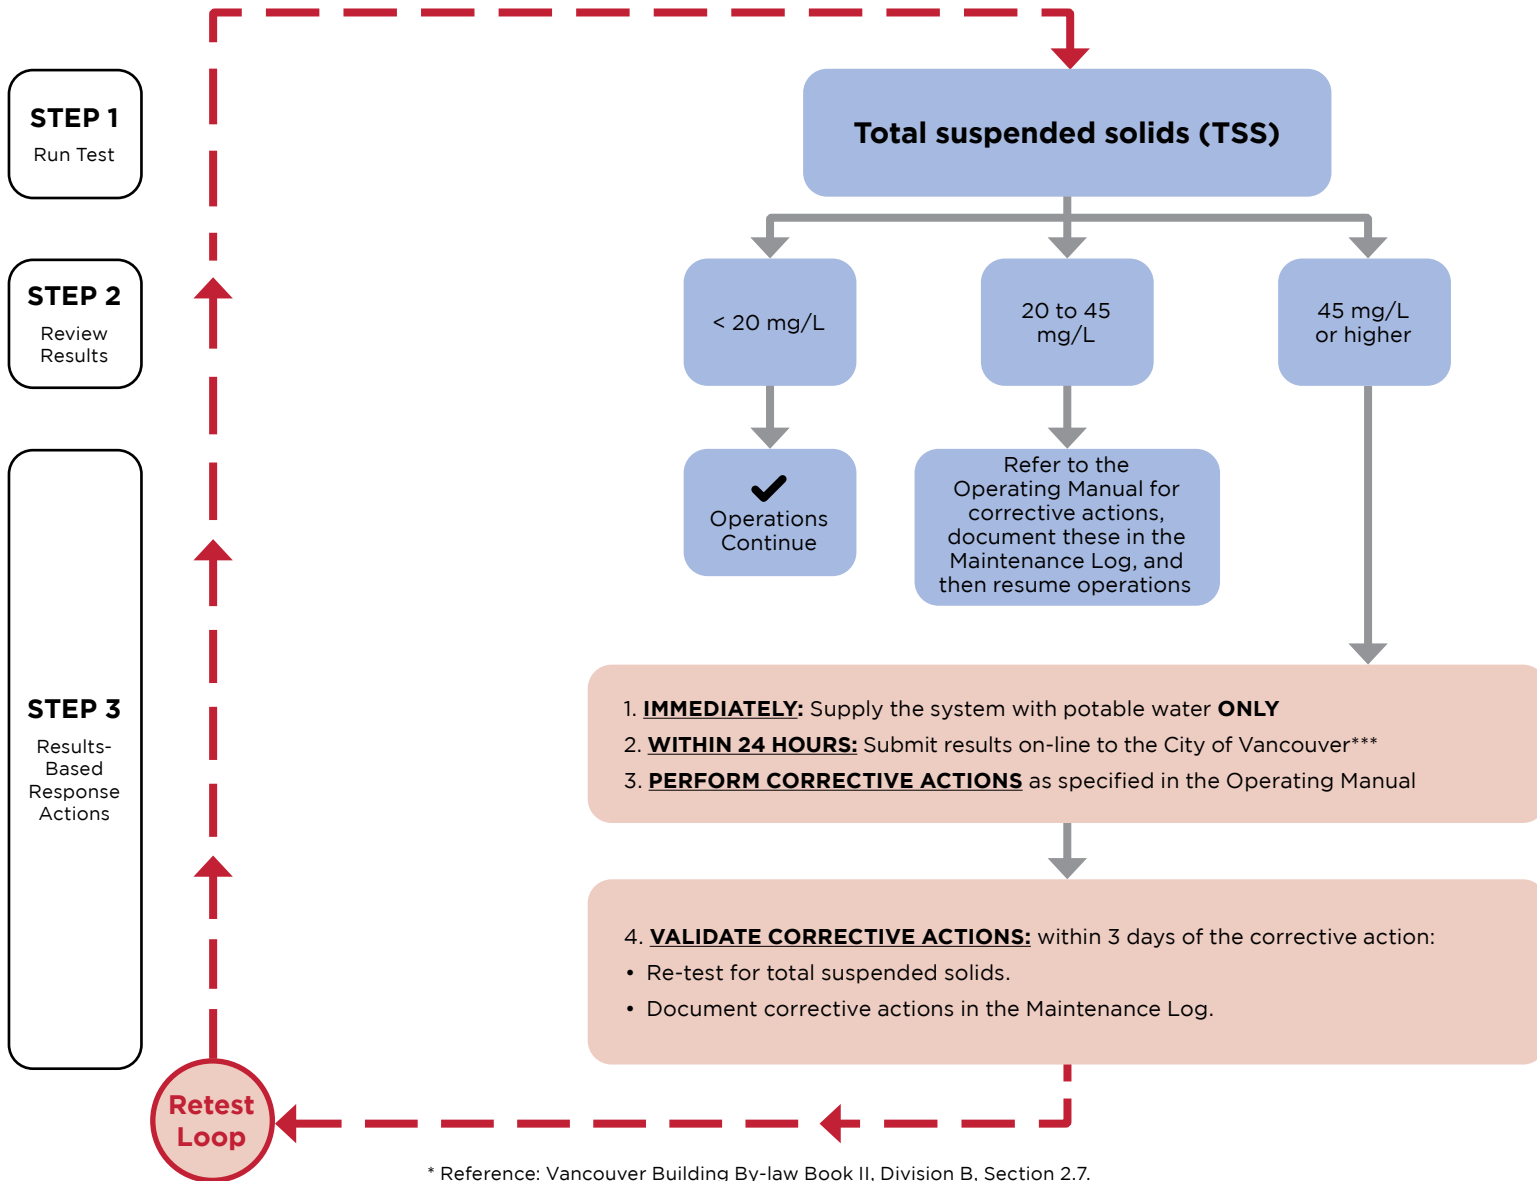 STEP 1
Run Test
Total suspended solids (TSS)
STEP 2
Review
Results
< 20 mg/L
20 to 45
mg/L
45 mg/L
or higher
STEP 3
Results-
Based
Response
Actions
✔
Operations
Continue
Refer to the
Operating Manual for
corrective actions,
document these in the
Maintenance Log, and
then resume operations
1. IMMEDIATELY: Supply the system with potable water ONLY
2. WITHIN 24 HOURS: Submit results on-line to the City of Vancouver***
3. PERFORM CORRECTIVE ACTIONS as specified in the Operating Manual
4. VALIDATE CORRECTIVE ACTIONS: within 3 days of the corrective action:
• Re-test for total suspended solids.
• Document corrective actions in the Maintenance Log.
Retest
Loop
* Reference: Vancouver Building By-law Book II, Division B, Section 2.7.